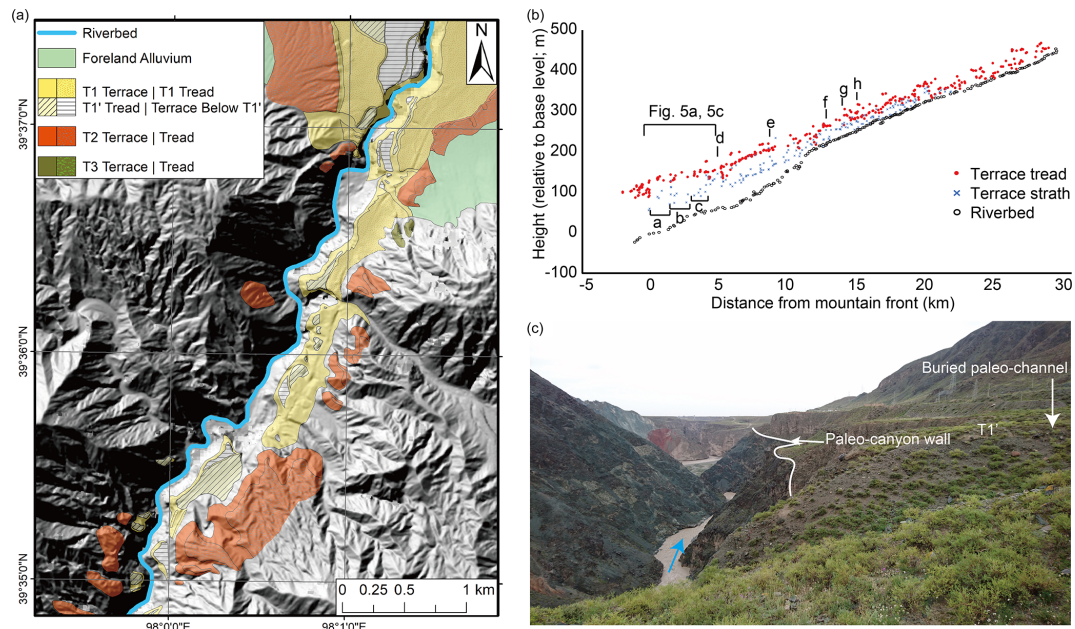 (a)
N
Riverbed
Foreland Alluvium
T1 Terrace | T1 Tread
T1' Tread | Terrace Below T1'
T2 Terrace | Tread
T3 Terrace | Tread
39°37'0"N
39°36'0"N
39°35'0"N
98°0'0"E
98°1'0"E
0 0.25 0.5 1 km
(b)
Height (relative to base level; m)
500
400
300
200
100
0
-100
Fig. 5a, 5c
a
b
c
d
e
f
g
h
Terrace tread
Terrace strath
Riverbed
-5 0 5 10 15 20 25 30
Distance from mountain front (km)
(c)
Buried paleo-channel
T1'
Paleo-canyon wall